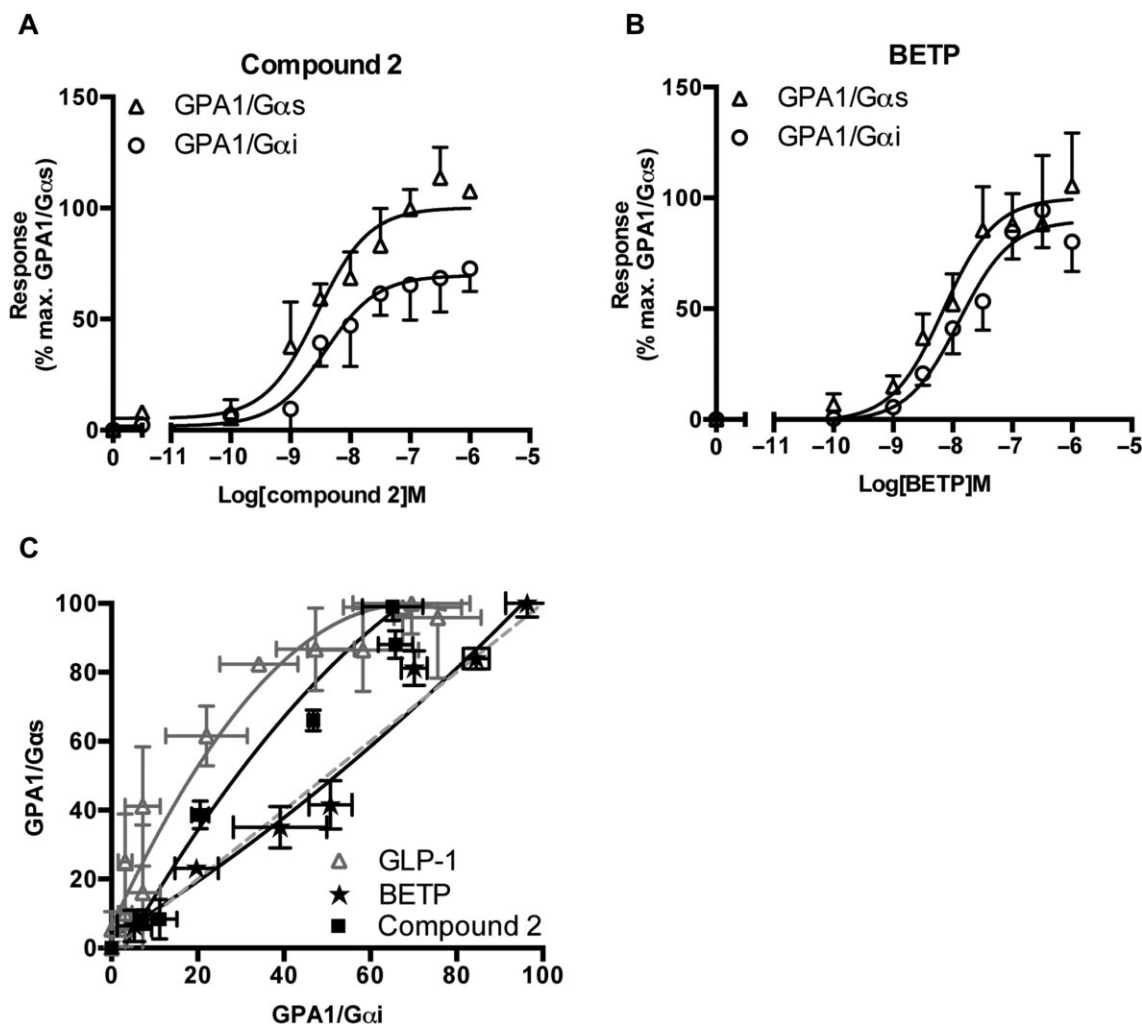 A
Compound 2
150
100
50
0
Response
(% max. GPA1/Gαs)
GPA1/Gαs
GPA1/Gαi
0 −11 −10 −9 −8 −7 −6 −5
Log[compound 2]M
B
BETP
150
100
50
0
Response
(% max. GPA1/Gαs)
GPA1/Gαs
GPA1/Gαi
0 −11 −10 −9 −8 −7 −6 −5
Log[BETP]M
C
100
80
60
40
20
0
GPA1/Gαs
GLP-1
BETP
Compound 2
0 20 40 60 80 100
GPA1/Gαi